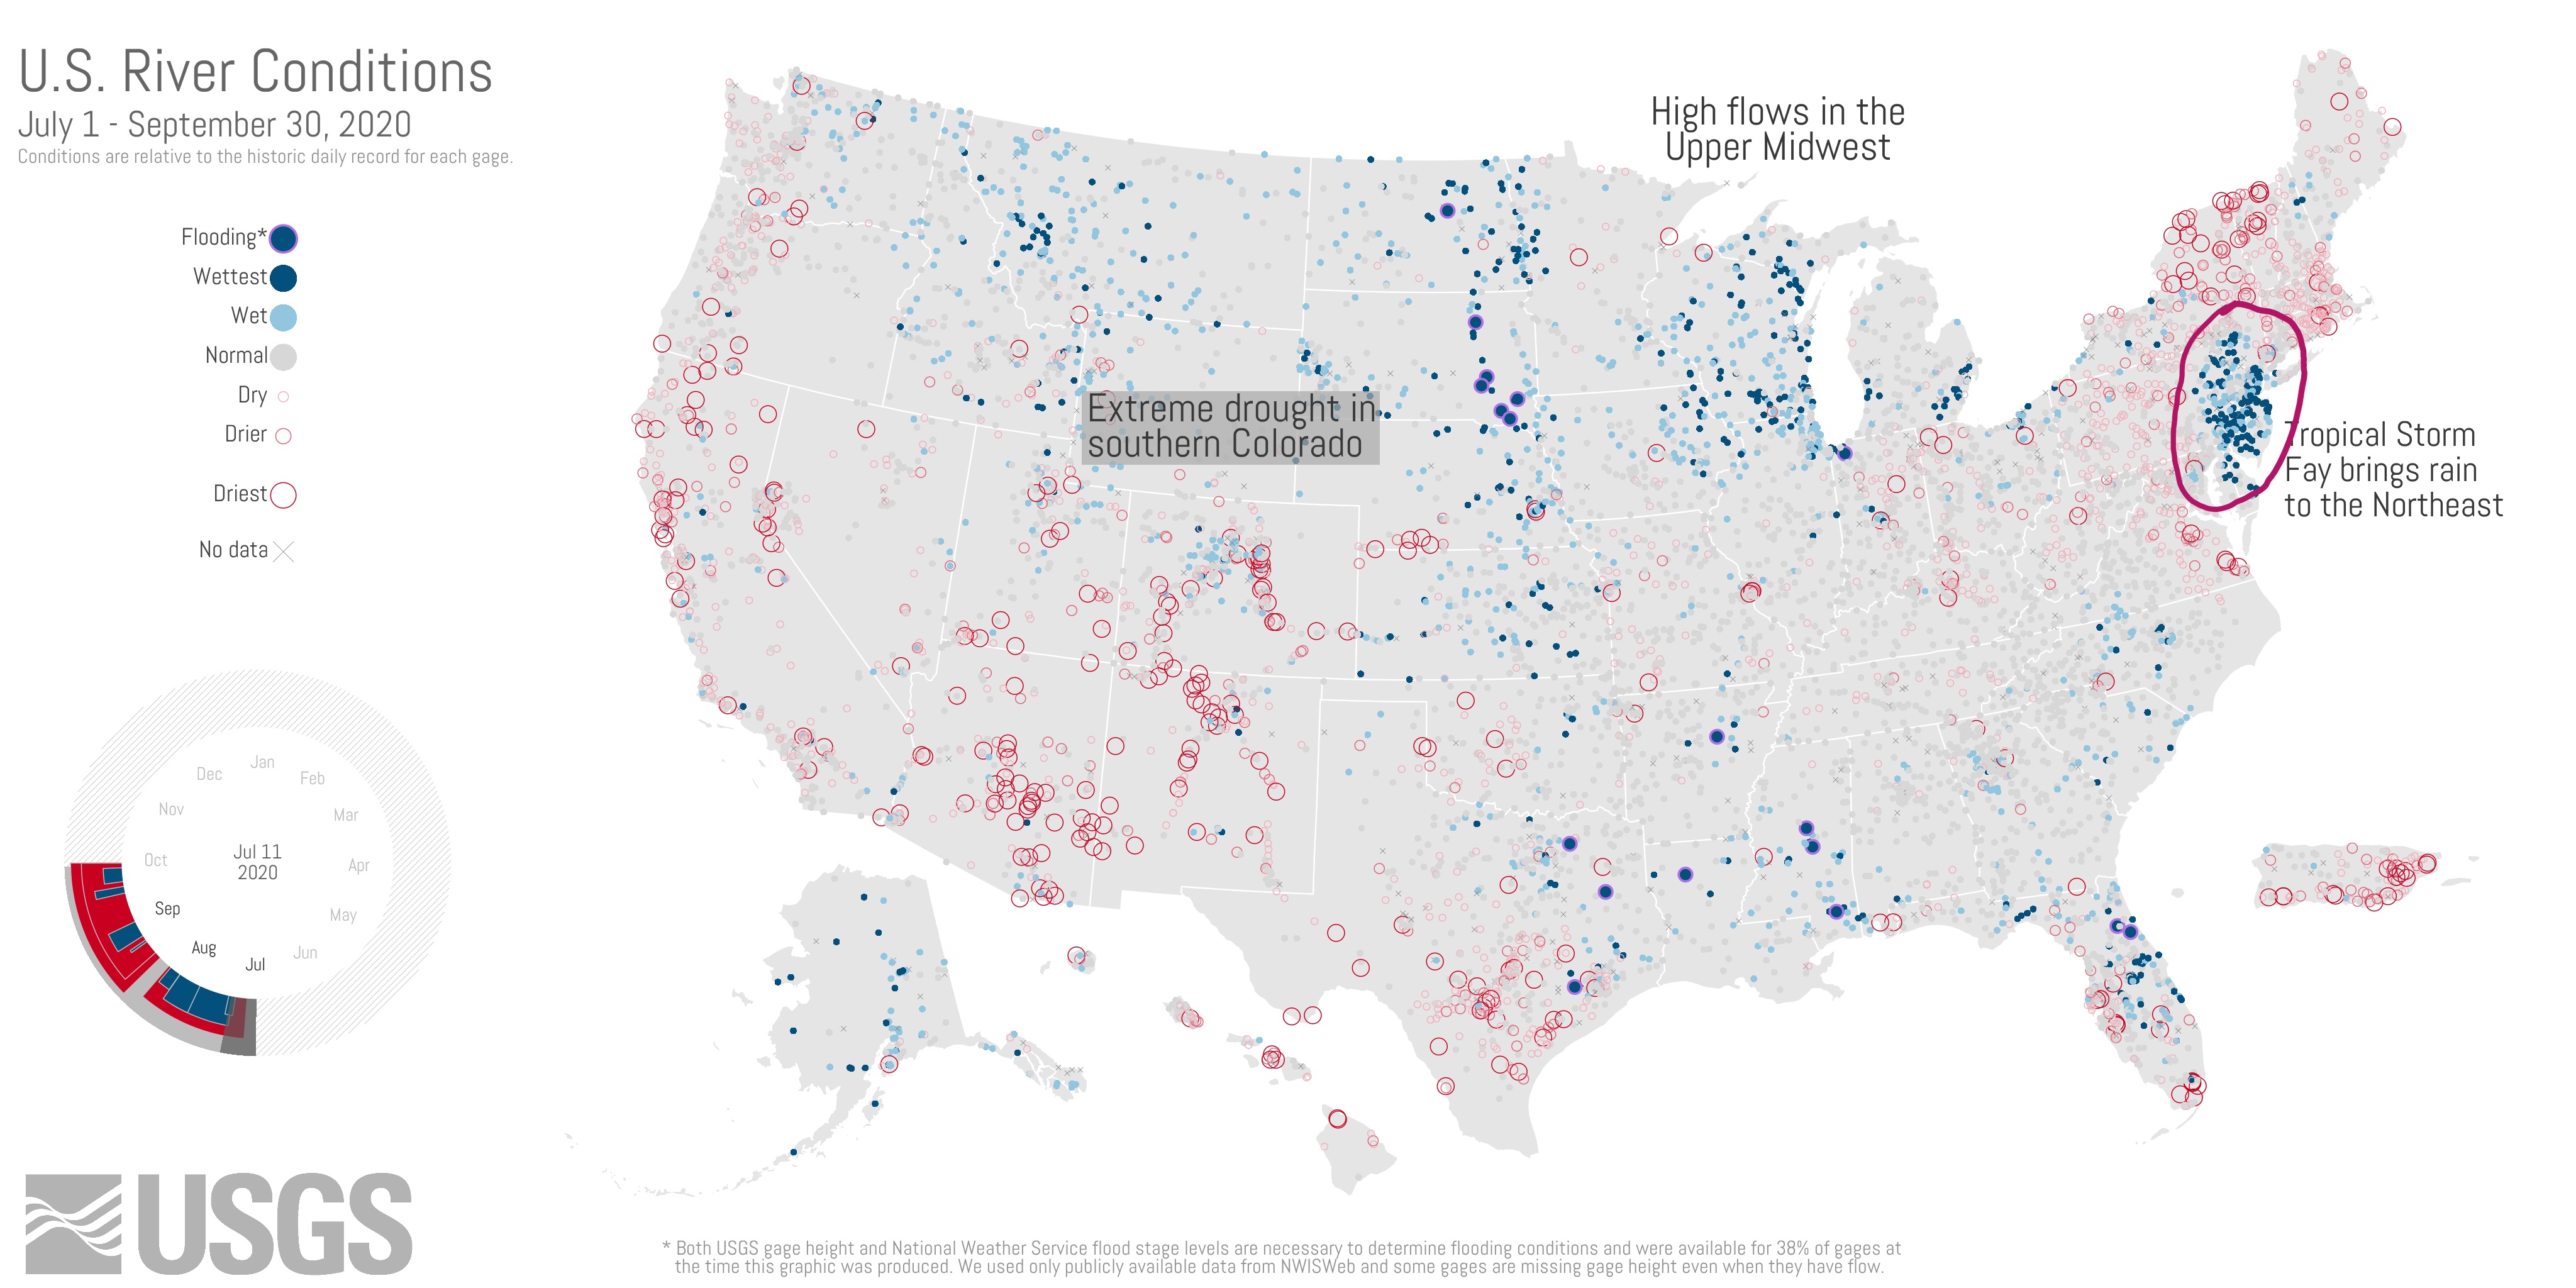 U.S. River Conditions
July 1 - September 30, 2020
Conditions are relative to the historic daily record for each gage.
Flooding*
Wettest
Wet
Normal
Dry
Drier
Driest
No data
High flows in the
Upper Midwest
Extreme drought in
southern Colorado
Tropical Storm
Fay brings rain
to the Northeast
Jan
Feb
Mar
Apr
May
Jun
Jul
Aug
Sep
Oct
Nov
Dec
Jul 11
2020
USGS
* Both USGS gage height and National Weather Service flood stage levels are necessary to determine flooding conditions and were available for 38% of gages at
the time this graphic was produced. We used only publicly available data from NWISWeb and some gages are missing gage height even when they have flow.